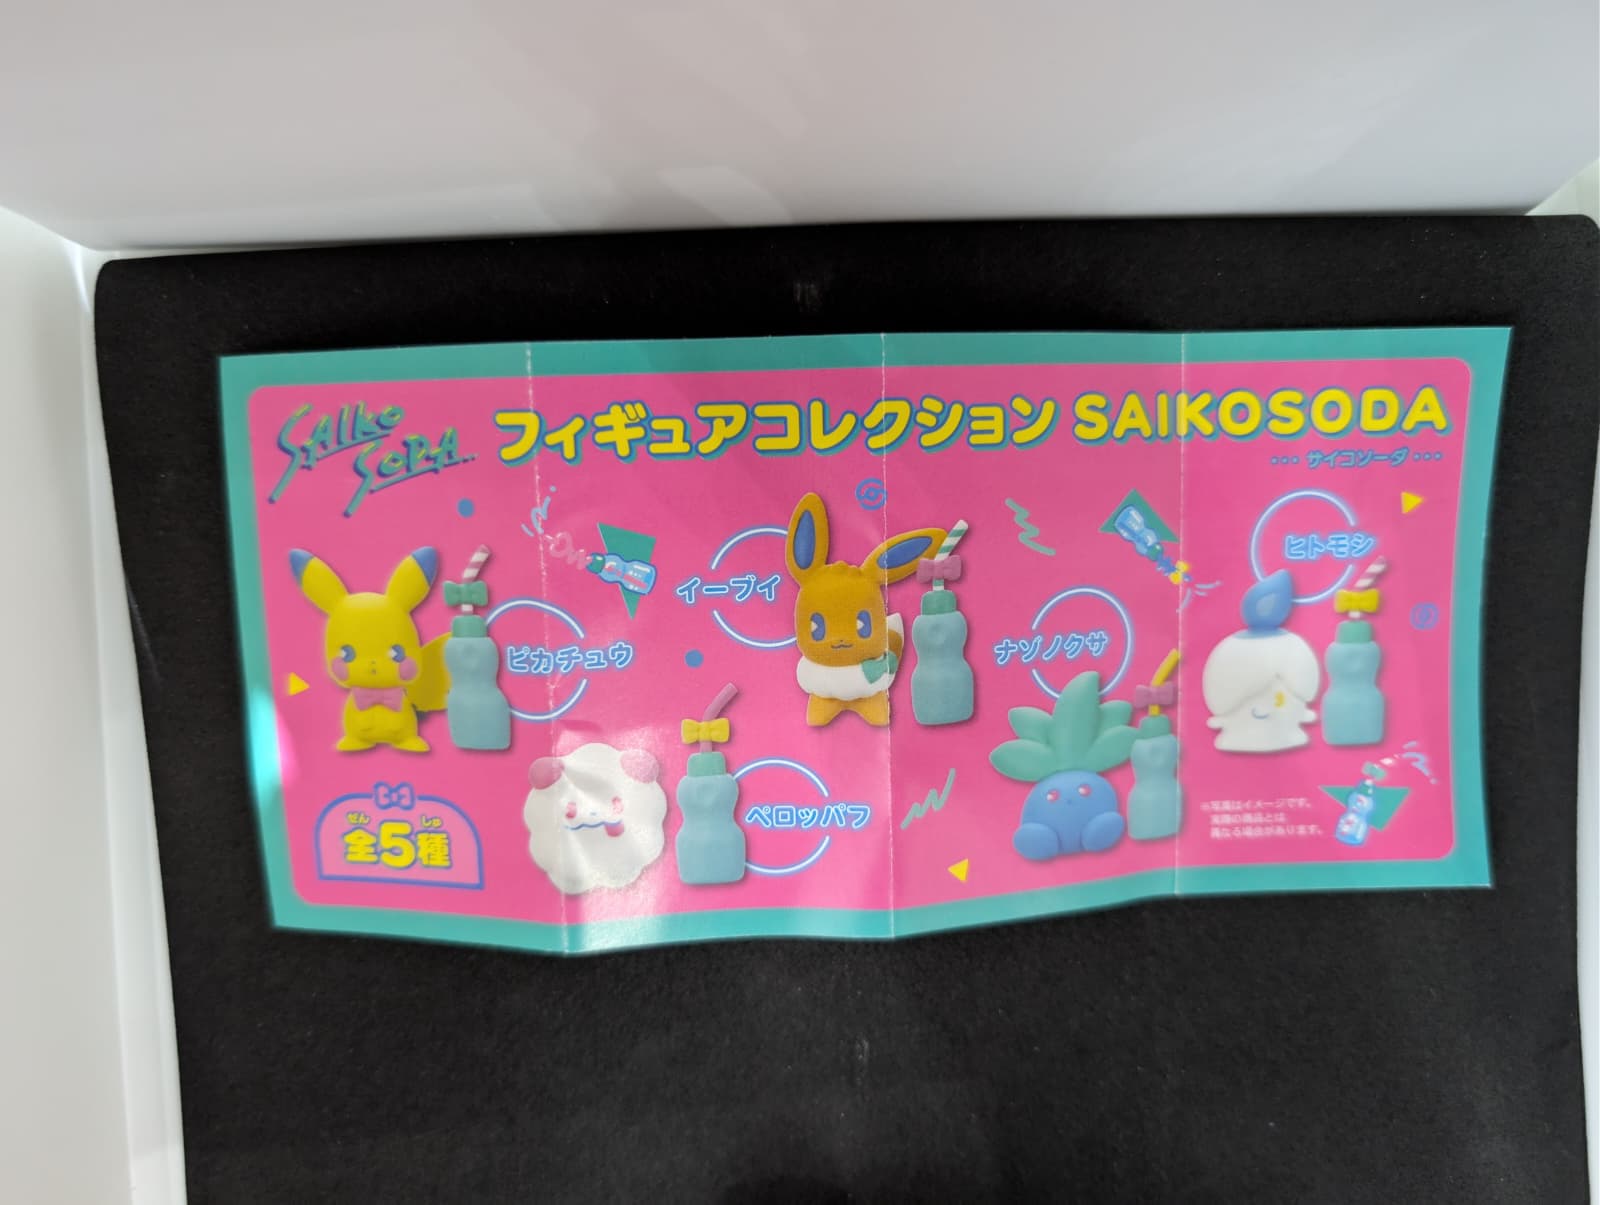 SAIKO
SODA..
フィギュアコレクション SAIKOSODA
・・・サイコソーダ・・・
ヒトモシ
イーブイ
ピカチュウ
ナゾノクサ
ペロッパフ
ぜん しゅ
全5種
※写真はイメージです。
実際の商品とは
異なる場合があります。